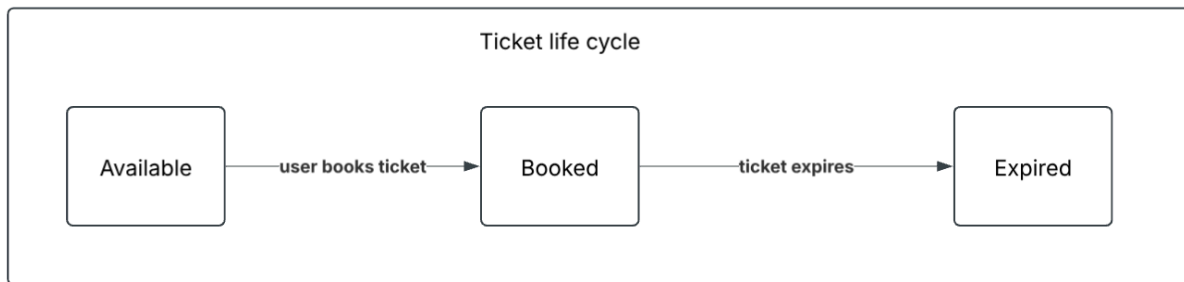 Ticket life cycle
Available
user books ticket
Booked
ticket expires
Expired